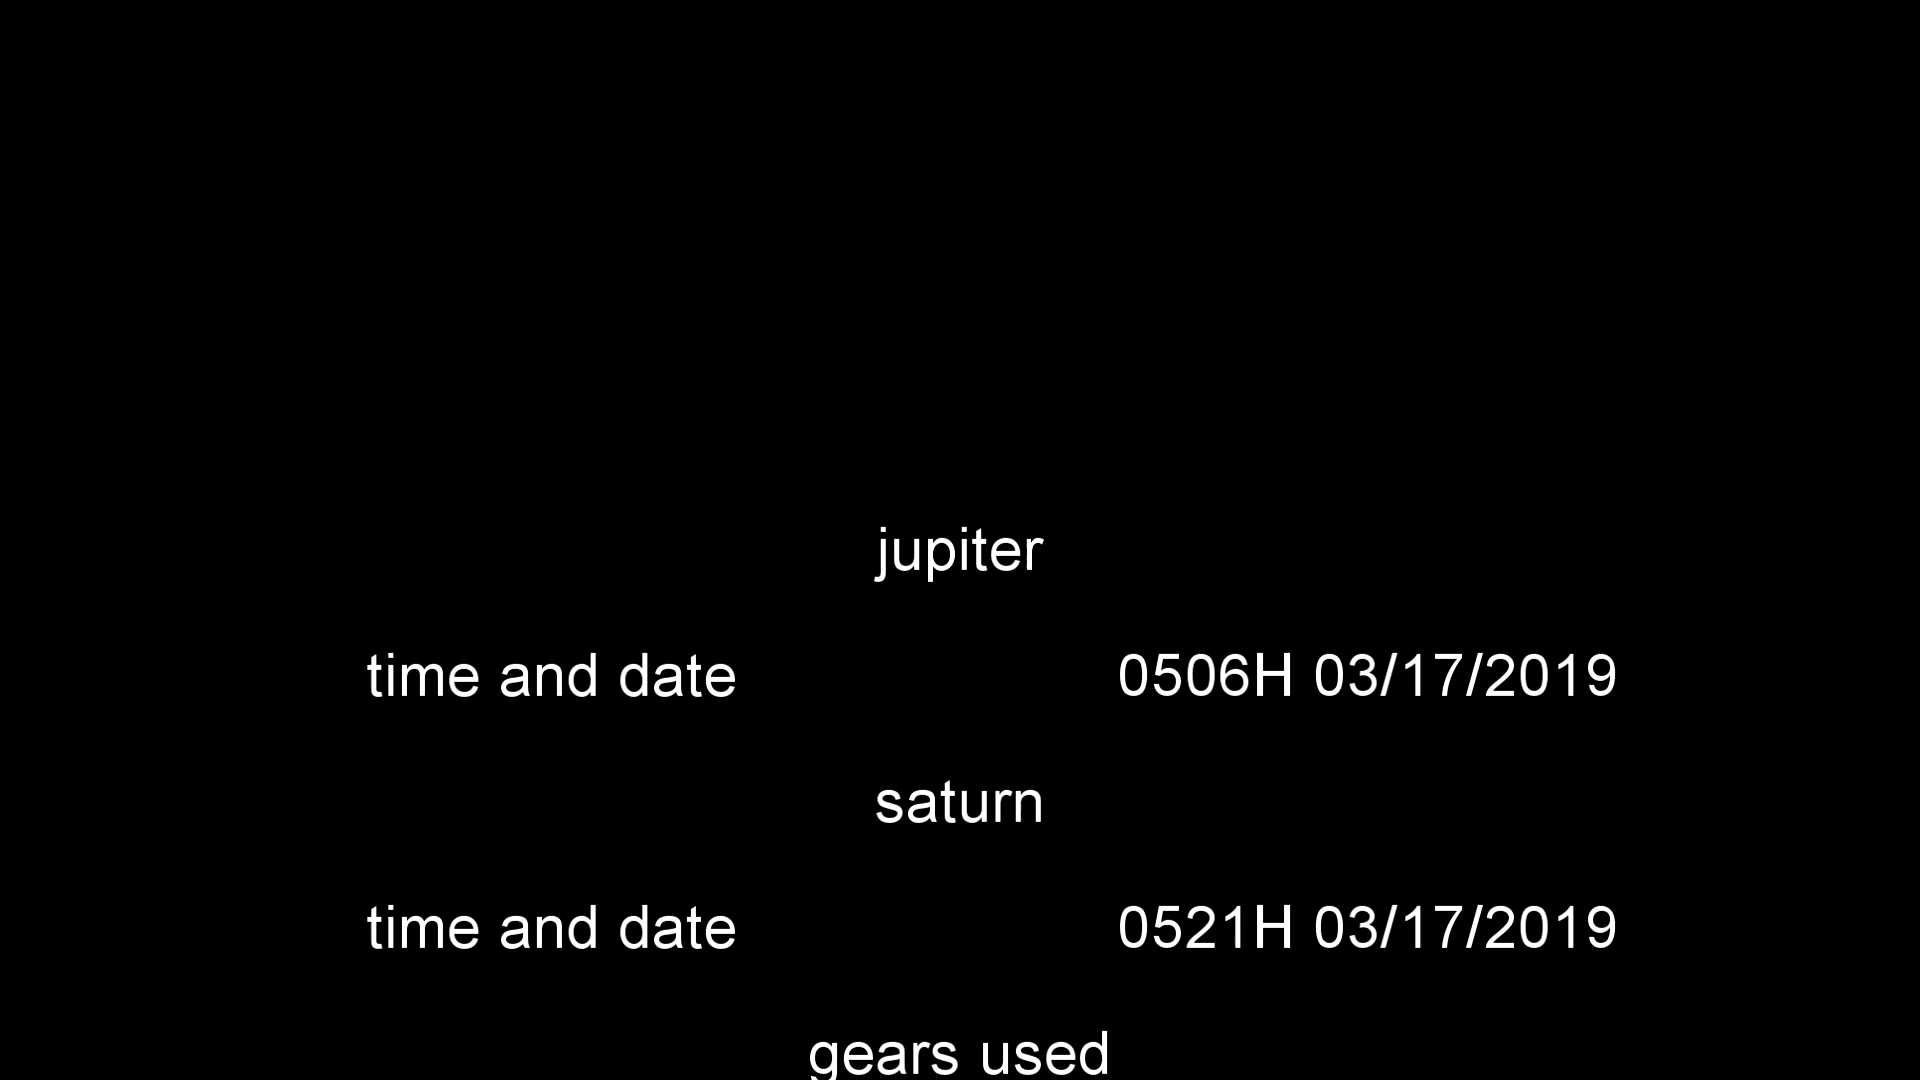 jupiter
time and date 0506H 03/17/2019
saturn
time and date 0521H 03/17/2019
gears used